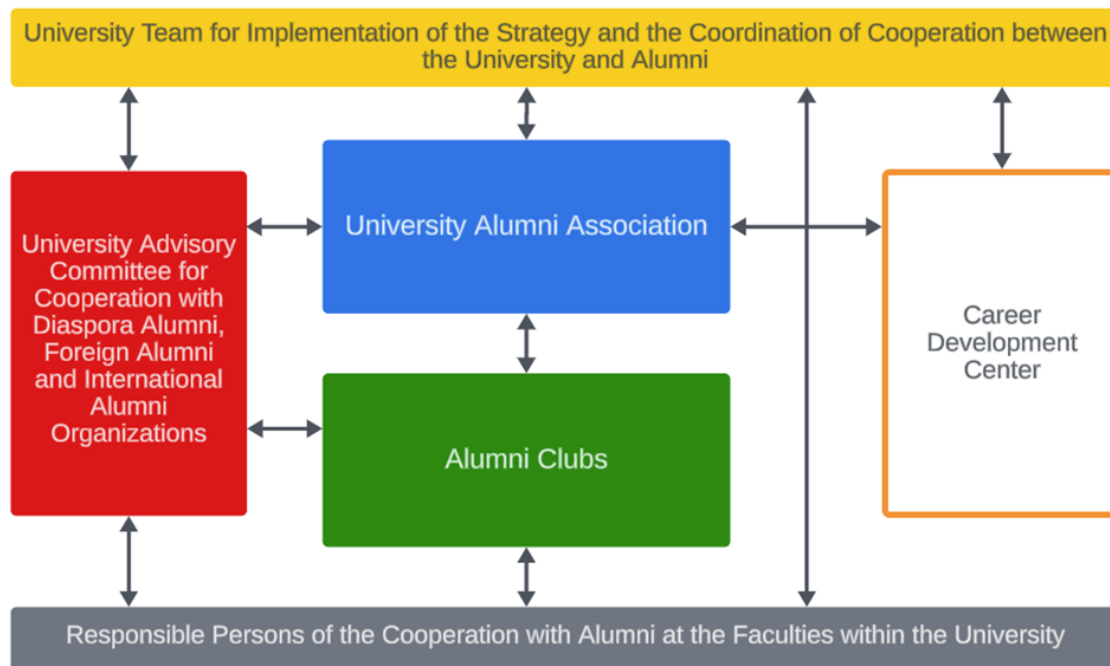 University Team for Implementation of the Strategy and the Coordination of Cooperation between
the University and Alumni
University Advisory
Committee for
Cooperation with
Diaspora Alumni,
Foreign Alumni
and International
Alumni
Organizations
University Alumni Association
Alumni Clubs
Career
Development
Center
Responsible Persons of the Cooperation with Alumni at the Faculties within the University